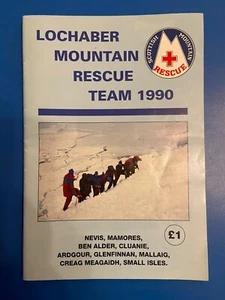 LOCHABER
MOUNTAIN
RESCUE
TEAM 1990
SCOTTISH MOUNTAIN
RESCUE
NEVIS, MAMORES,
BEN ALDER, CLUANIE,
ARDGOUR, GLENFINNAN, MALLAIG,
CREAG MEAGAIDH, SMALL ISLES.
£1